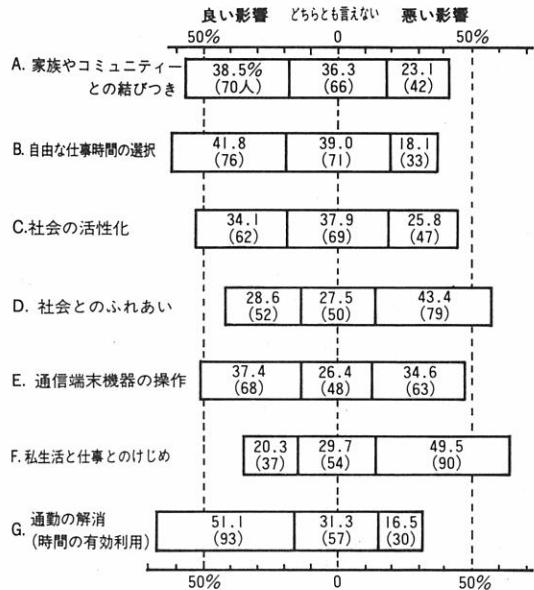 良い影響 どちらとも言えない 悪い影響
50% 0 50%
A. 家族やコミュニティー
との結びつき
38.5% 36.3 23.1
(70人) (66) (42)
B. 自由な仕事時間の選択
41.8 39.0 18.1
(76) (71) (33)
C.社会の活性化
34.1 37.9 25.8
(62) (69) (47)
D. 社会とのふれあい
28.6 27.5 43.4
(52) (50) (79)
E. 通信端末機器の操作
37.4 26.4 34.6
(68) (48) (63)
F. 私生活と仕事とのけじめ
20.3 29.7 49.5
(37) (54) (90)
G. 通勤の解消
(時間の有効利用)
51.1 31.3 16.5
(93) (57) (30)
50% 0 50%